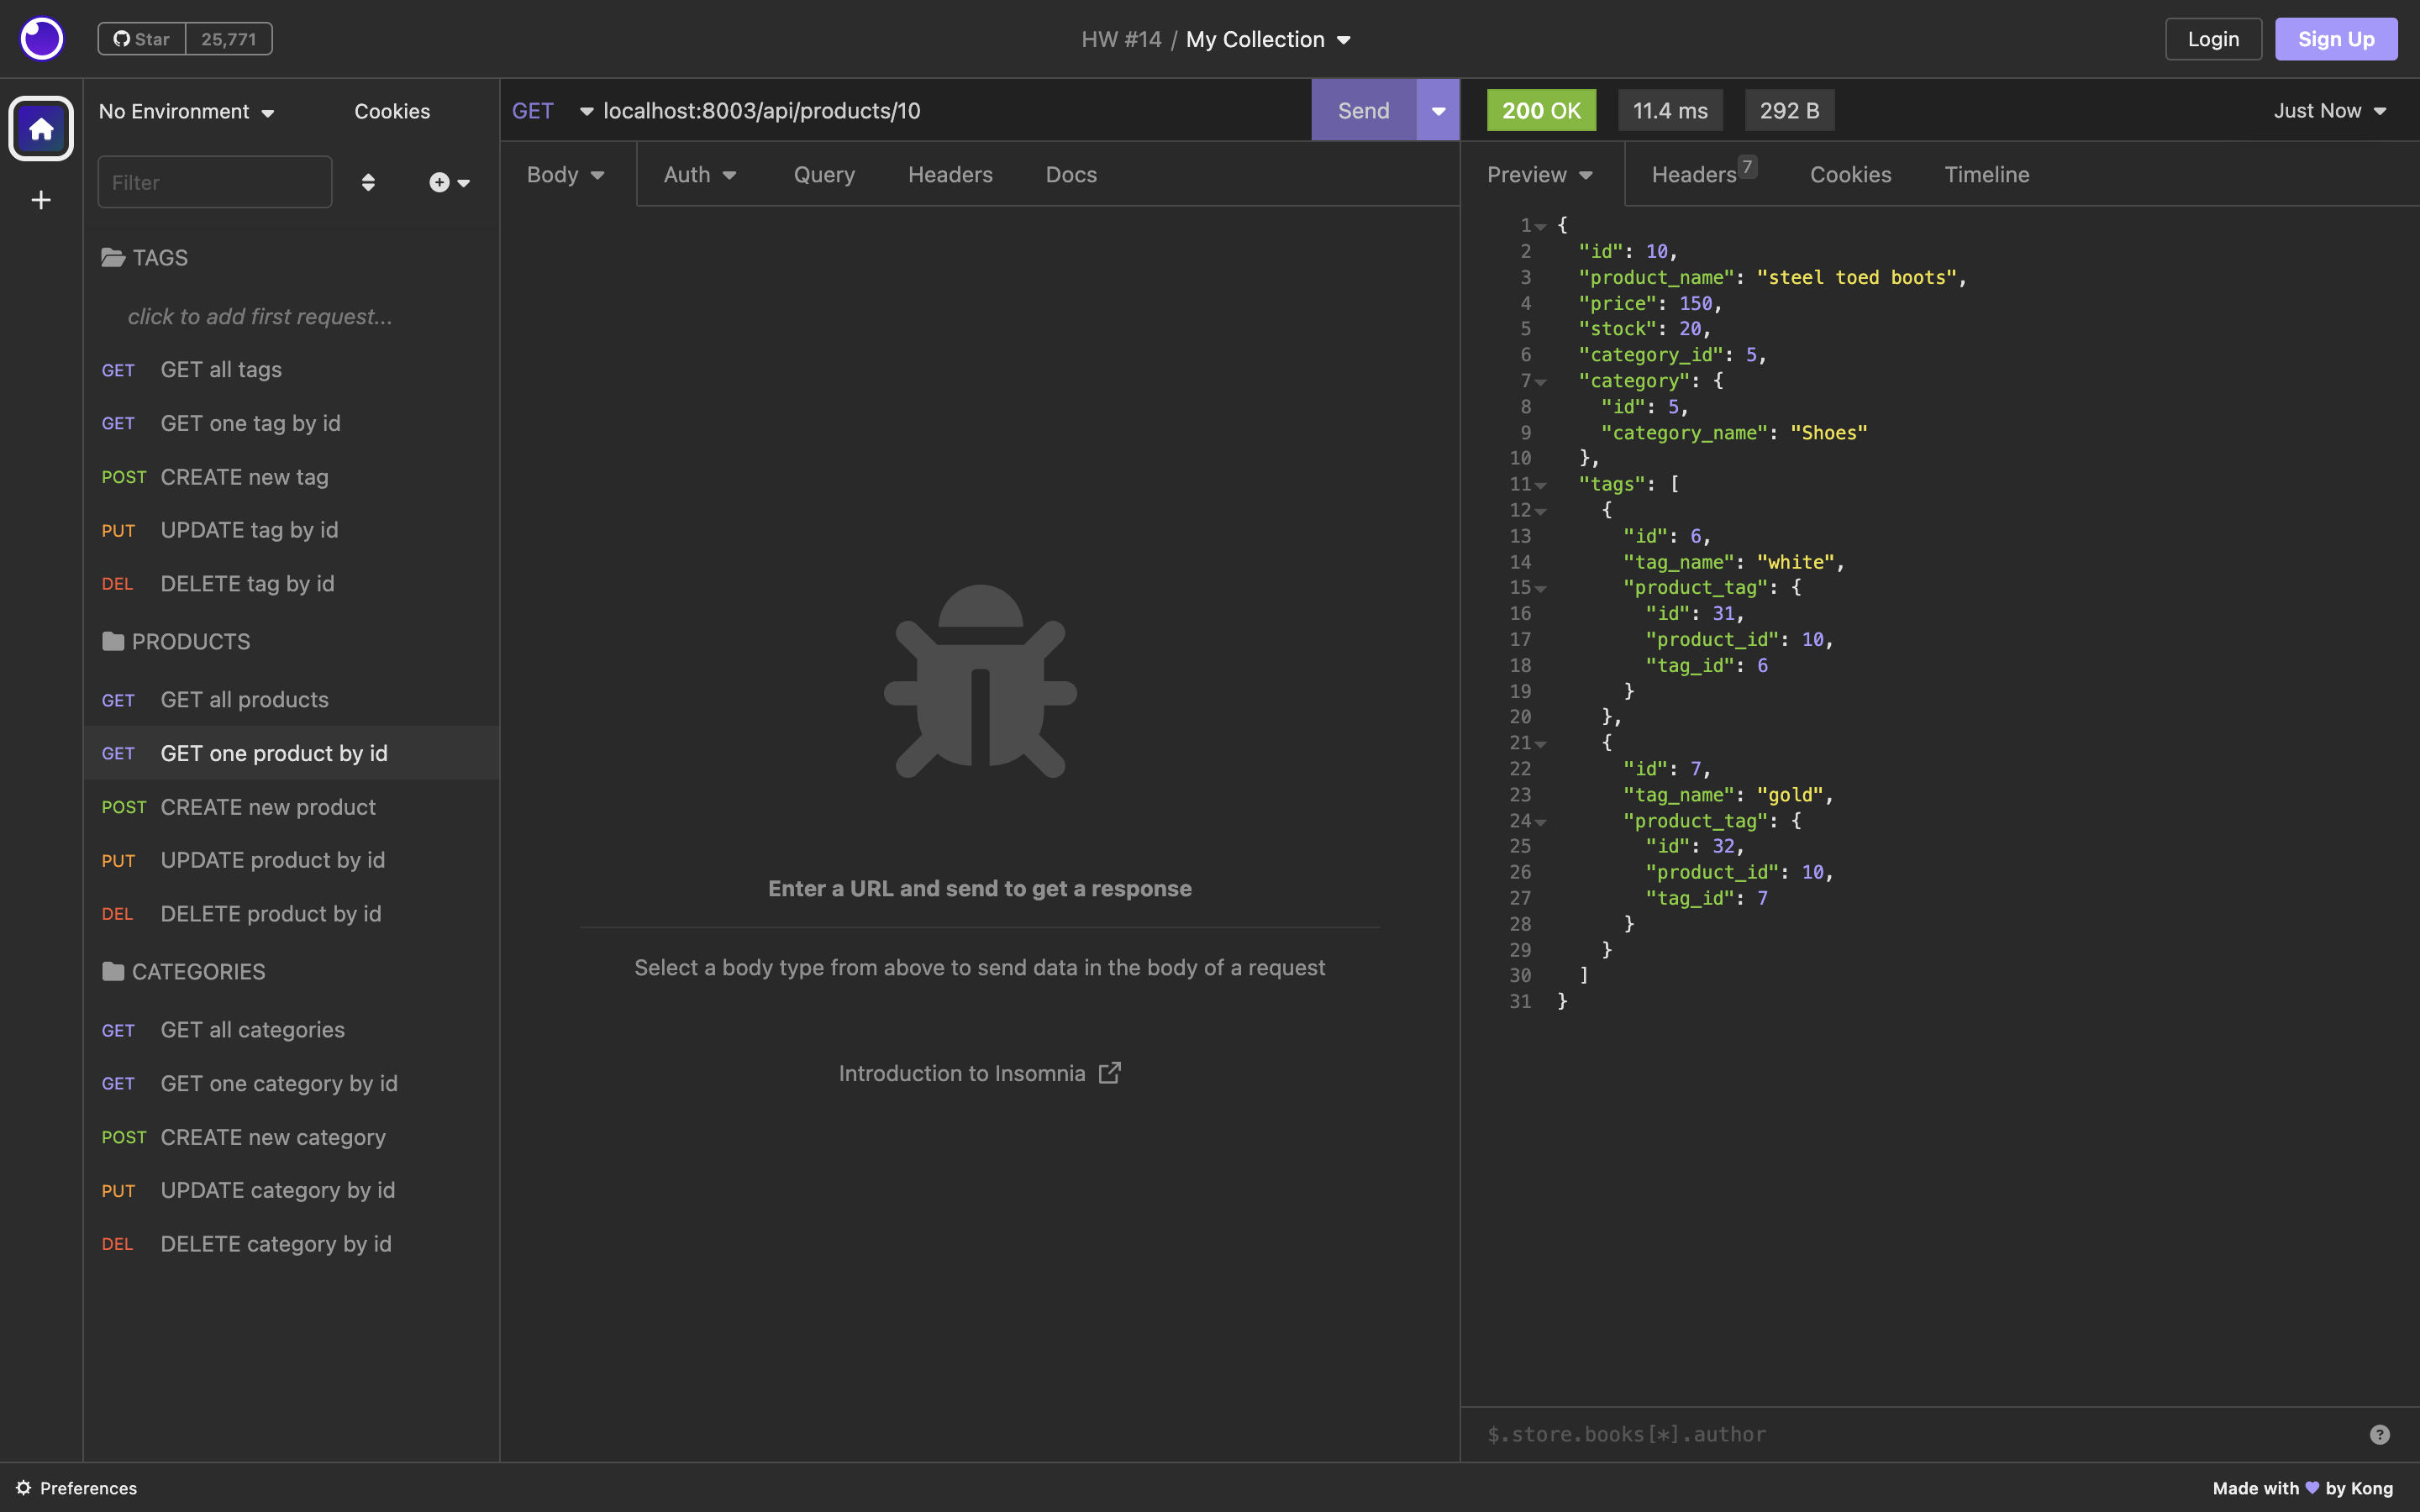 Star 25,771
HW #14 / My Collection
Login
Sign Up
No Environment
Cookies
Filter
TAGS
click to add first request...
GET GET all tags
GET GET one tag by id
POST CREATE new tag
PUT UPDATE tag by id
DEL DELETE tag by id
PRODUCTS
GET GET all products
GET GET one product by id
POST CREATE new product
PUT UPDATE product by id
DEL DELETE product by id
CATEGORIES
GET GET all categories
GET GET one category by id
POST CREATE new category
PUT UPDATE category by id
DEL DELETE category by id
GET localhost:8003/api/products/10
Send
Body Auth Query Headers Docs
Enter a URL and send to get a response
Select a body type from above to send data in the body of a request
Introduction to Insomnia
200 OK 11.4 ms 292 B Just Now
Preview Headers 7 Cookies Timeline
1 {
2 "id": 10,
3 "product_name": "steel toed boots",
4 "price": 150,
5 "stock": 20,
6 "category_id": 5,
7 "category": {
8 "id": 5,
9 "category_name": "Shoes"
10 },
11 "tags": [
12 {
13 "id": 6,
14 "tag_name": "white",
15 "product_tag": {
16 "id": 31,
17 "product_id": 10,
18 "tag_id": 6
19 }
20 },
21 {
22 "id": 7,
23 "tag_name": "gold",
24 "product_tag": {
25 "id": 32,
26 "product_id": 10,
27 "tag_id": 7
28 }
29 }
30 ]
31 }
$.store.books[*].author
?
Preferences
Made with 💜 by Kong